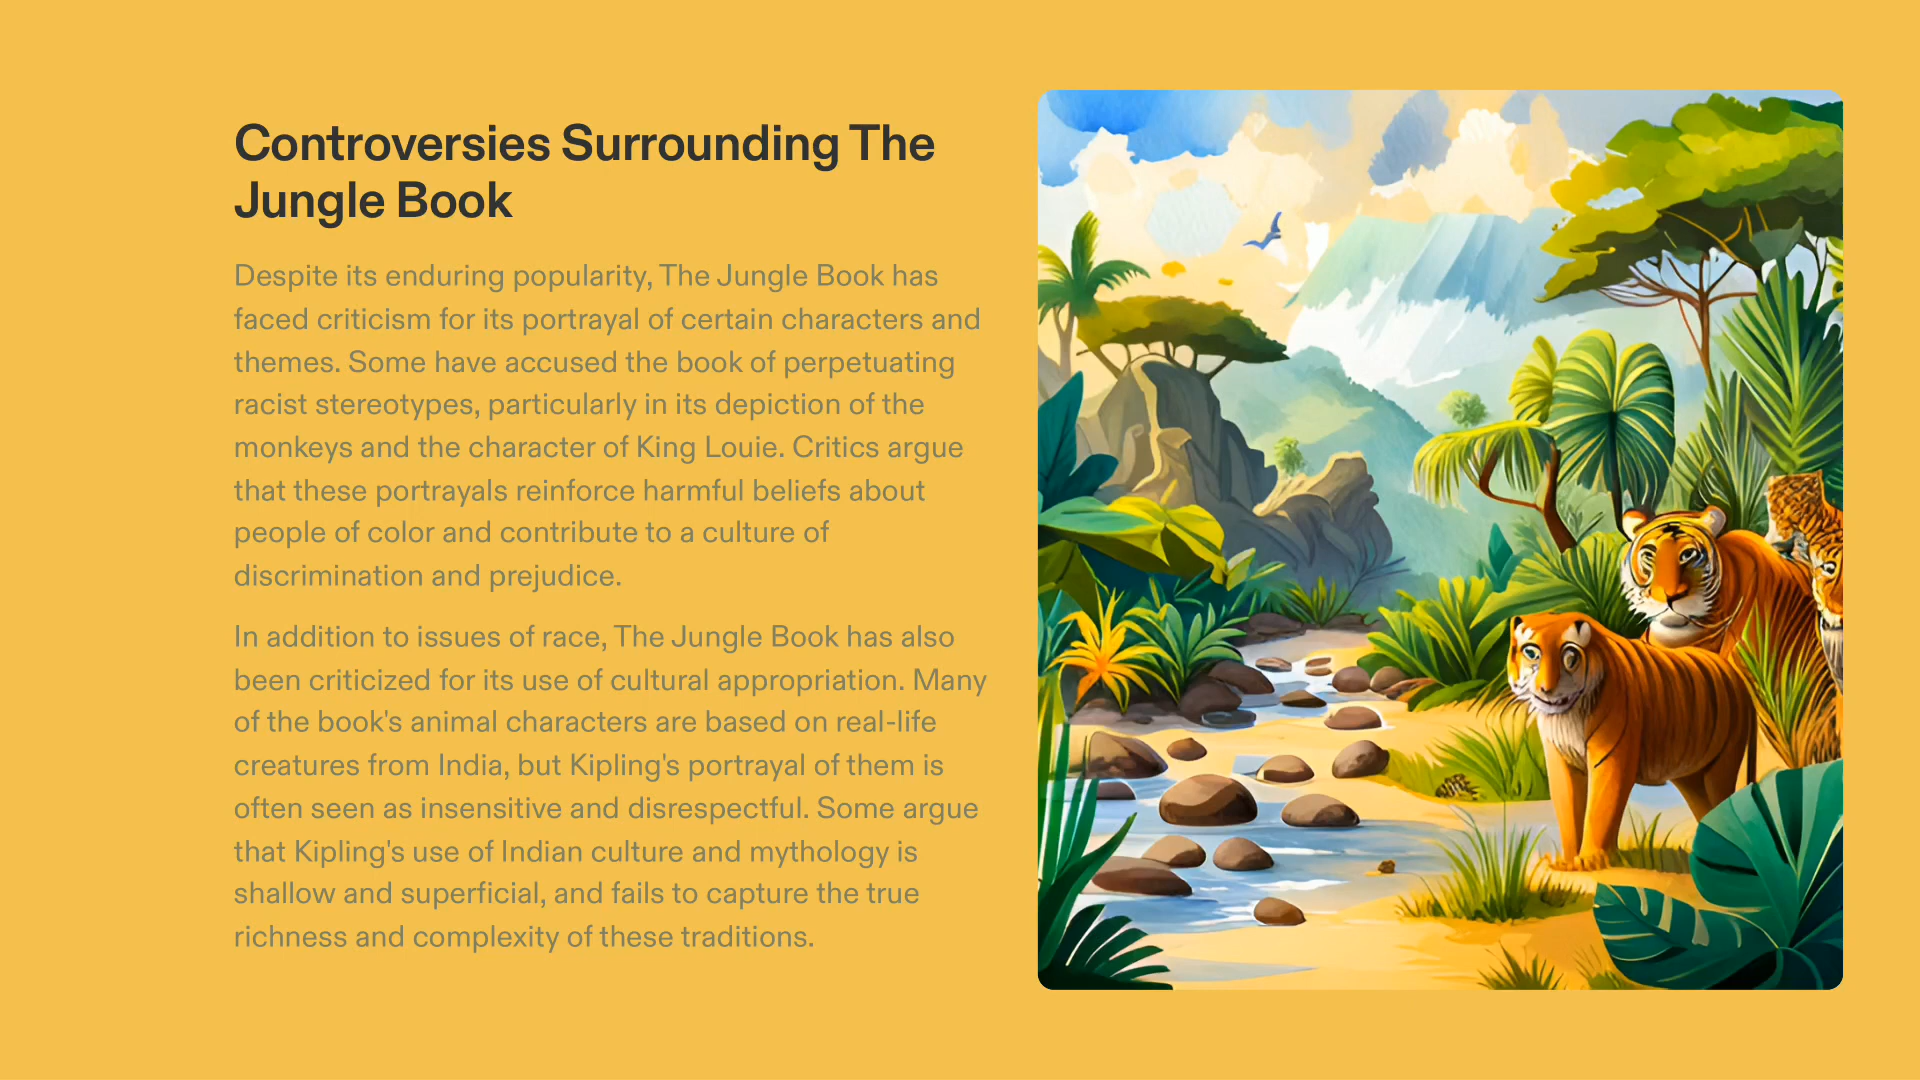 Controversies Surrounding The
Jungle Book
Despite its enduring popularity, The Jungle Book has
faced criticism for its portrayal of certain characters and
themes. Some have accused the book of perpetuating
racist stereotypes, particularly in its depiction of the
monkeys and the character of King Louie. Critics argue
that these portrayals reinforce harmful beliefs about
people of color and contribute to a culture of
discrimination and prejudice.
In addition to issues of race, The Jungle Book has also
been criticized for its use of cultural appropriation. Many
of the book's animal characters are based on real-life
creatures from India, but Kipling's portrayal of them is
often seen as insensitive and disrespectful. Some argue
that Kipling's use of Indian culture and mythology is
shallow and superficial, and fails to capture the true
richness and complexity of these traditions.